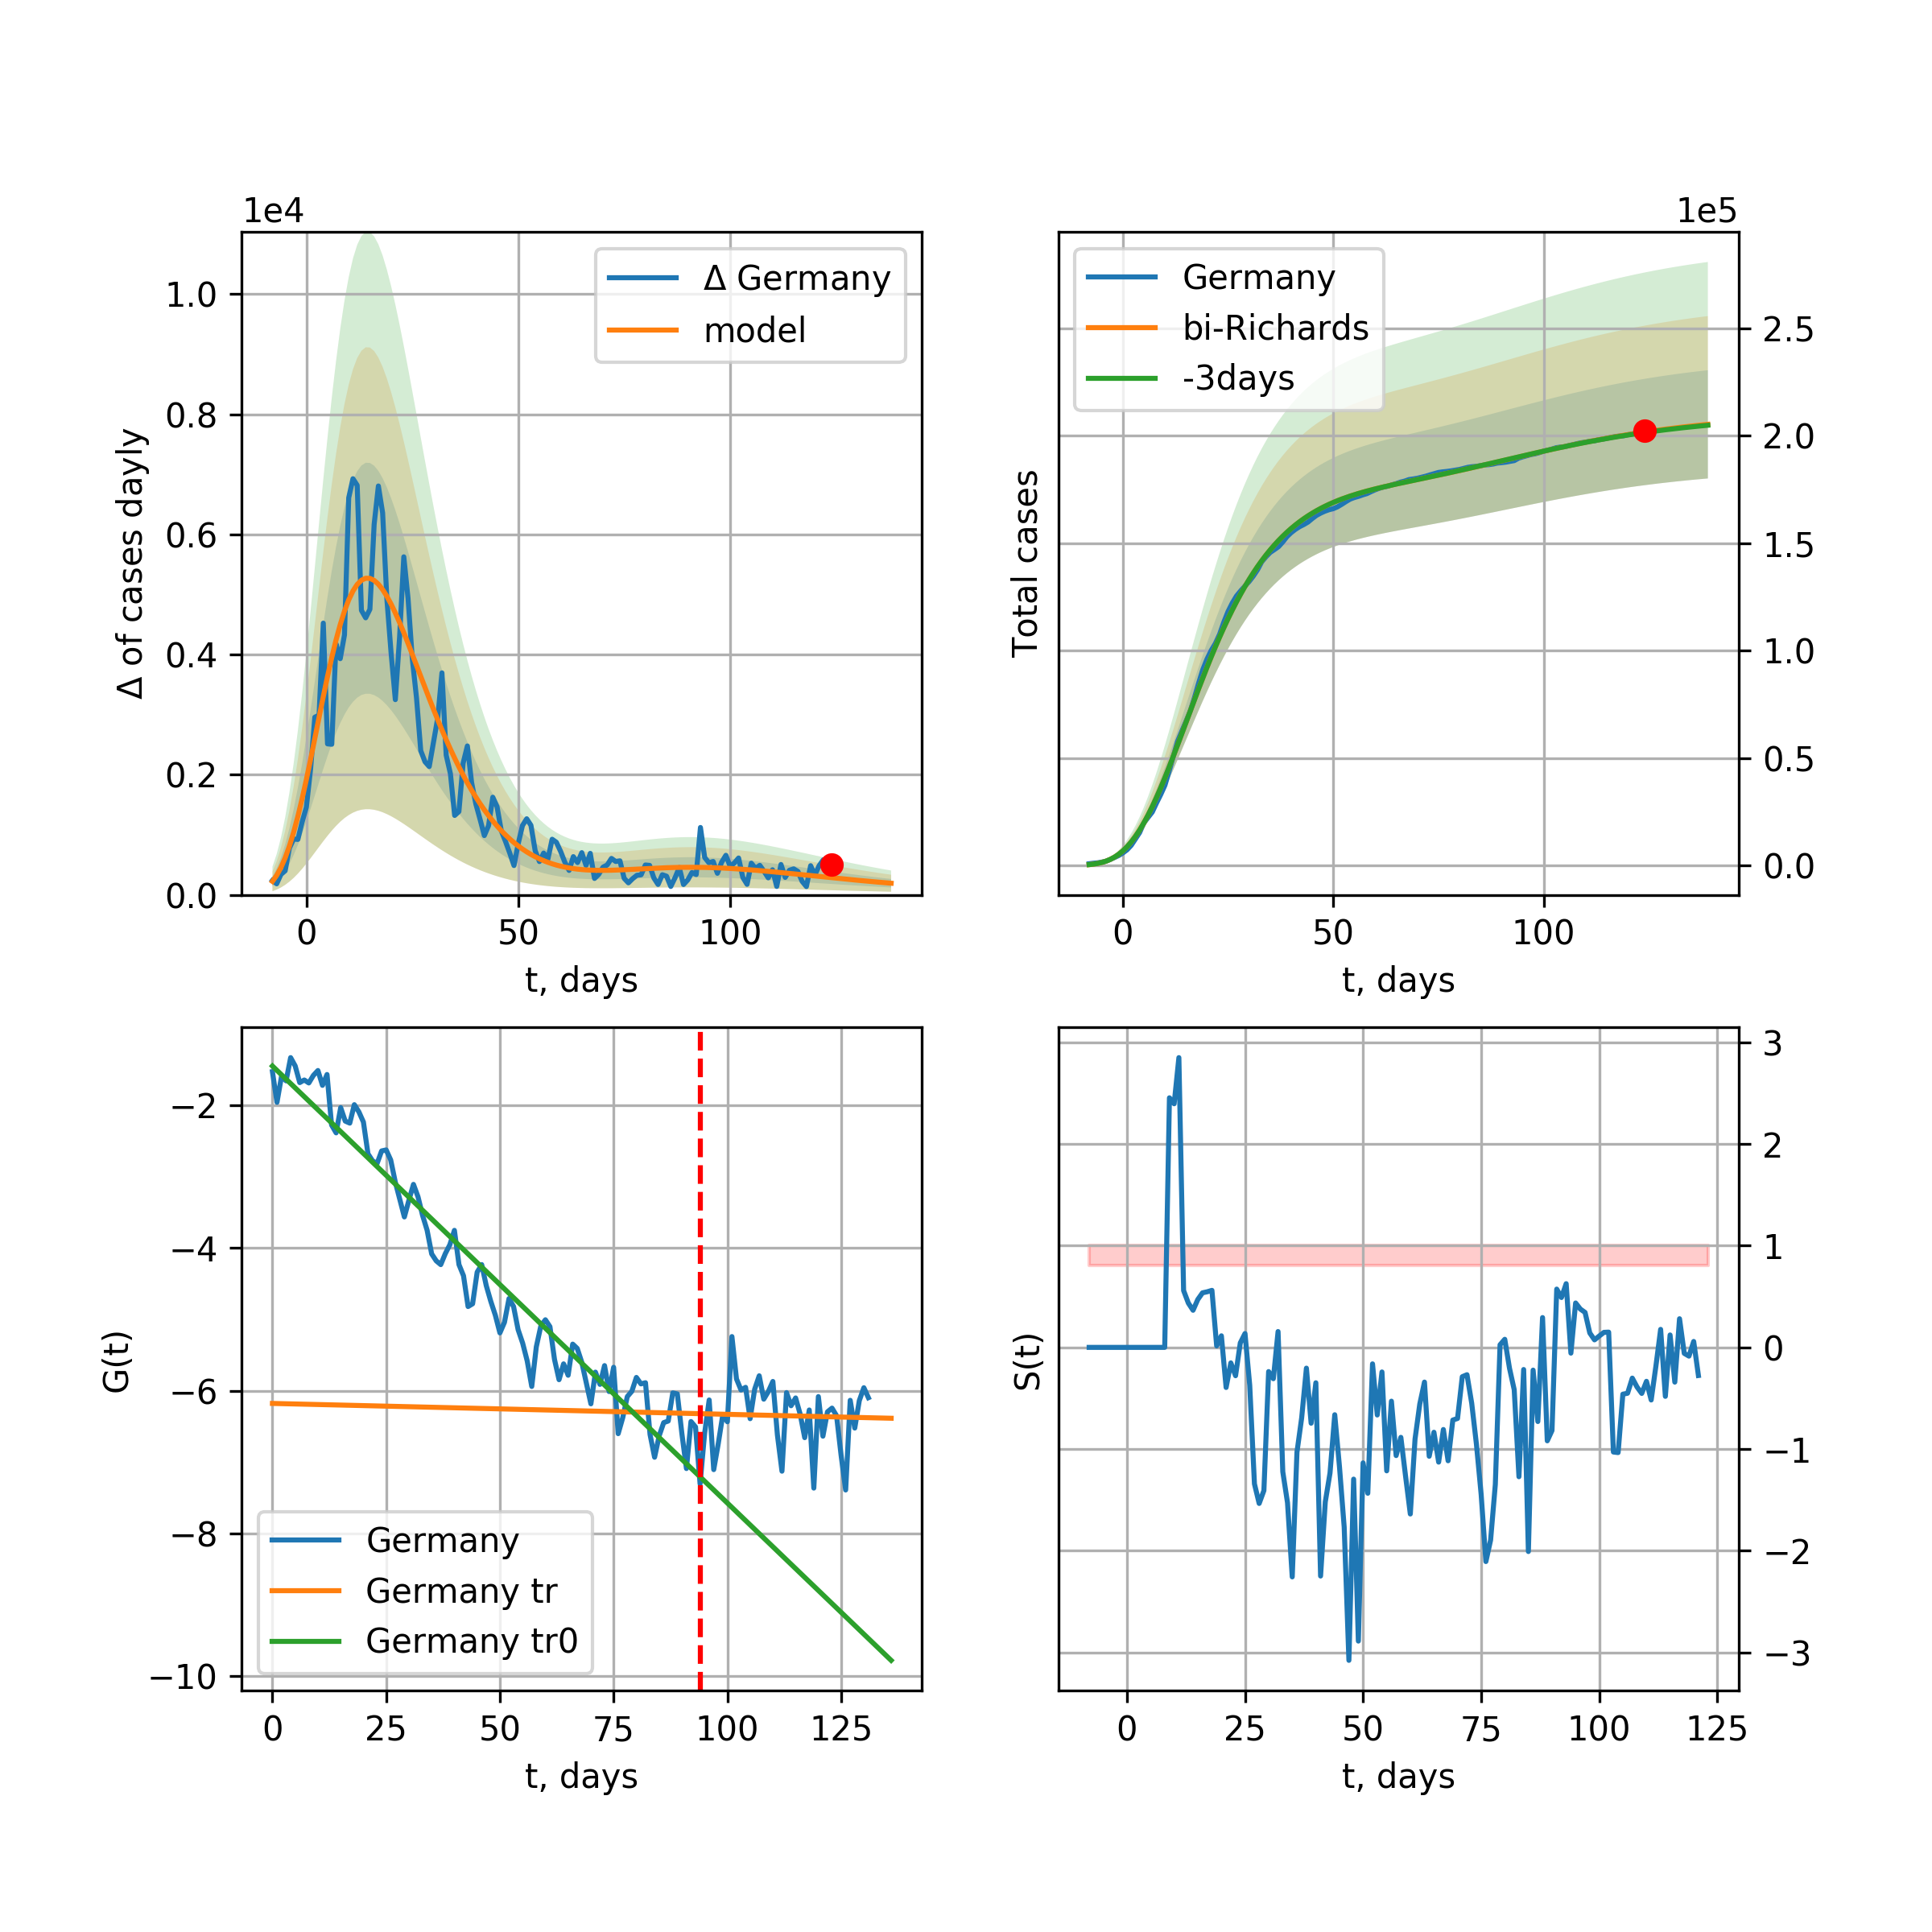 1e4
Δ Germany
model
1.0
0.8
0.6
0.4
0.2
0.0
Δ of cases dayly
0
50
100
t, days
1e5
Germany
bi-Richards
-3days
2.5
2.0
1.5
1.0
0.5
0.0
Total cases
0
50
100
t, days
−2
−4
−6
−8
−10
G(t)
Germany
Germany tr
Germany tr0
0
25
50
75
100
125
t, days
3
2
1
0
−1
−2
−3
S(t)
0
25
50
75
100
125
t, days